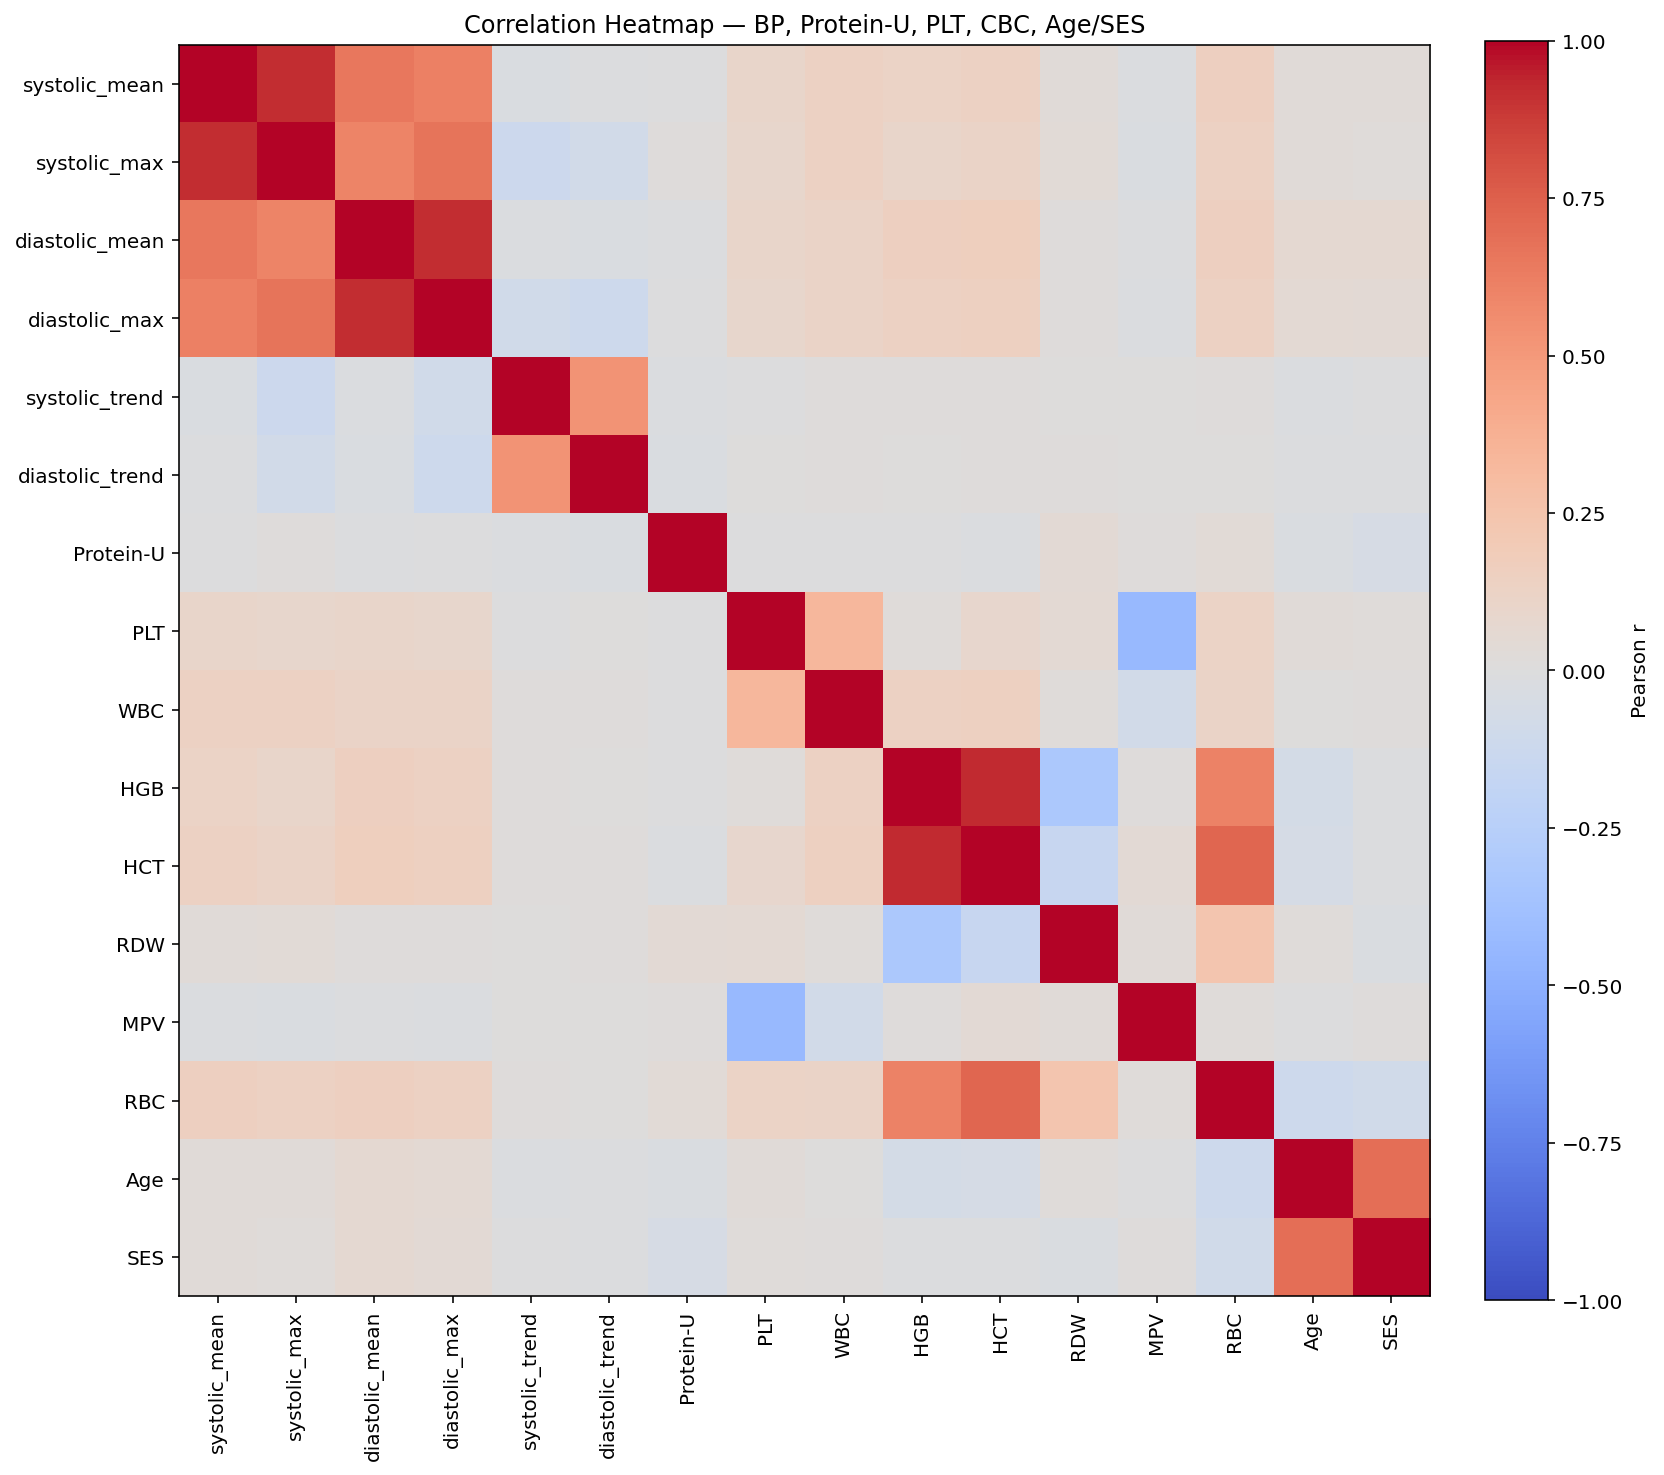 Correlation Heatmap — BP, Protein-U, PLT, CBC, Age/SES
systolic_mean
systolic_max
diastolic_mean
diastolic_max
systolic_trend
diastolic_trend
Protein-U
PLT
WBC
HGB
HCT
RDW
MPV
RBC
Age
SES
systolic_mean
systolic_max
diastolic_mean
diastolic_max
systolic_trend
diastolic_trend
Protein-U
PLT
WBC
HGB
HCT
RDW
MPV
RBC
Age
SES
1.00
0.75
0.50
0.25
0.00
−0.25
−0.50
−0.75
−1.00
Pearson r